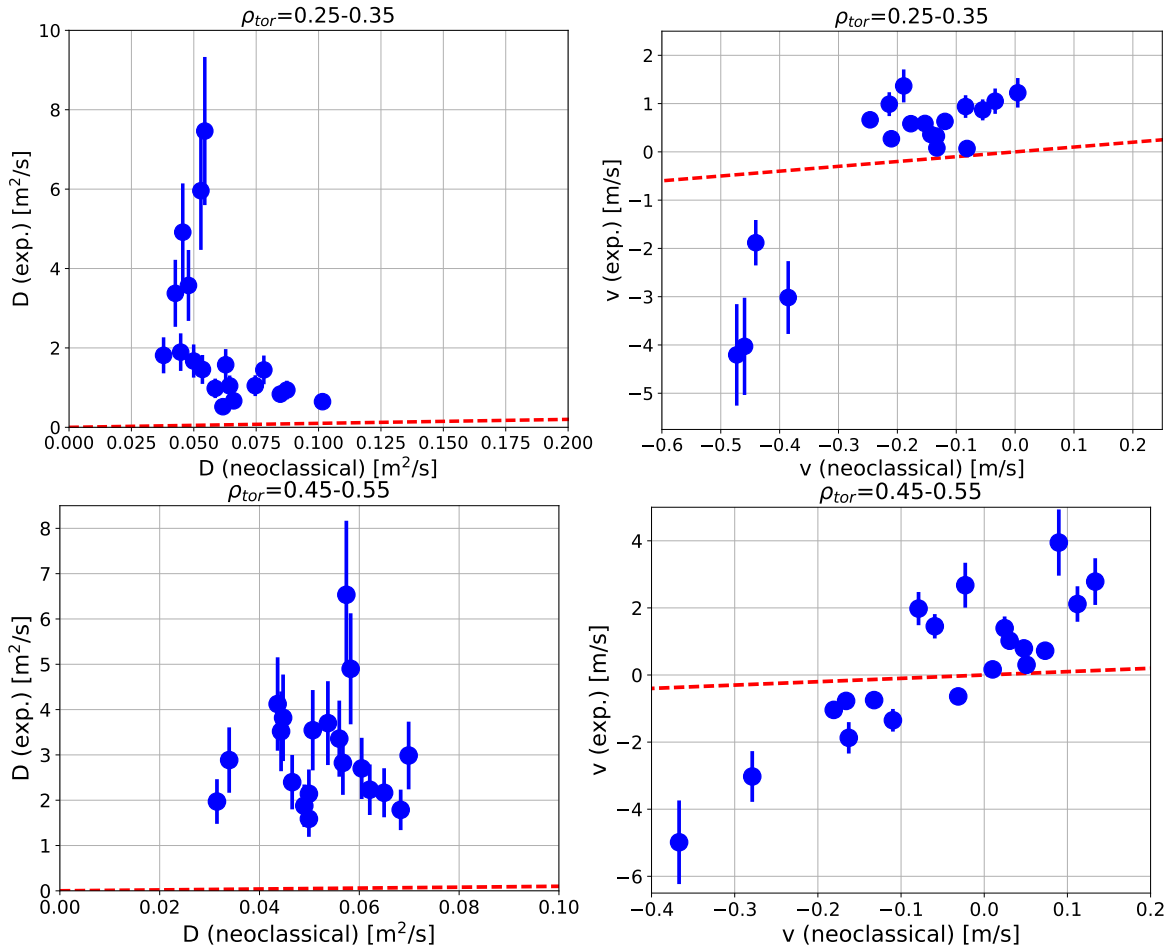 ρtor=0.25-0.35
10
8
6
4
2
0
D (exp.) [m²/s]
0.000 0.025 0.050 0.075 0.100 0.125 0.150 0.175 0.200
D (neoclassical) [m²/s]
ρtor=0.25-0.35
2
1
0
−1
−2
−3
−4
−5
v (exp.) [m/s]
−0.6 −0.5 −0.4 −0.3 −0.2 −0.1 0.0 0.1 0.2
v (neoclassical) [m/s]
ρtor=0.45-0.55
8
7
6
5
4
3
2
1
0
D (exp.) [m²/s]
0.00 0.02 0.04 0.06 0.08 0.10
D (neoclassical) [m²/s]
ρtor=0.45-0.55
4
2
0
−2
−4
−6
v (exp.) [m/s]
−0.4 −0.3 −0.2 −0.1 0.0 0.1 0.2
v (neoclassical) [m/s]